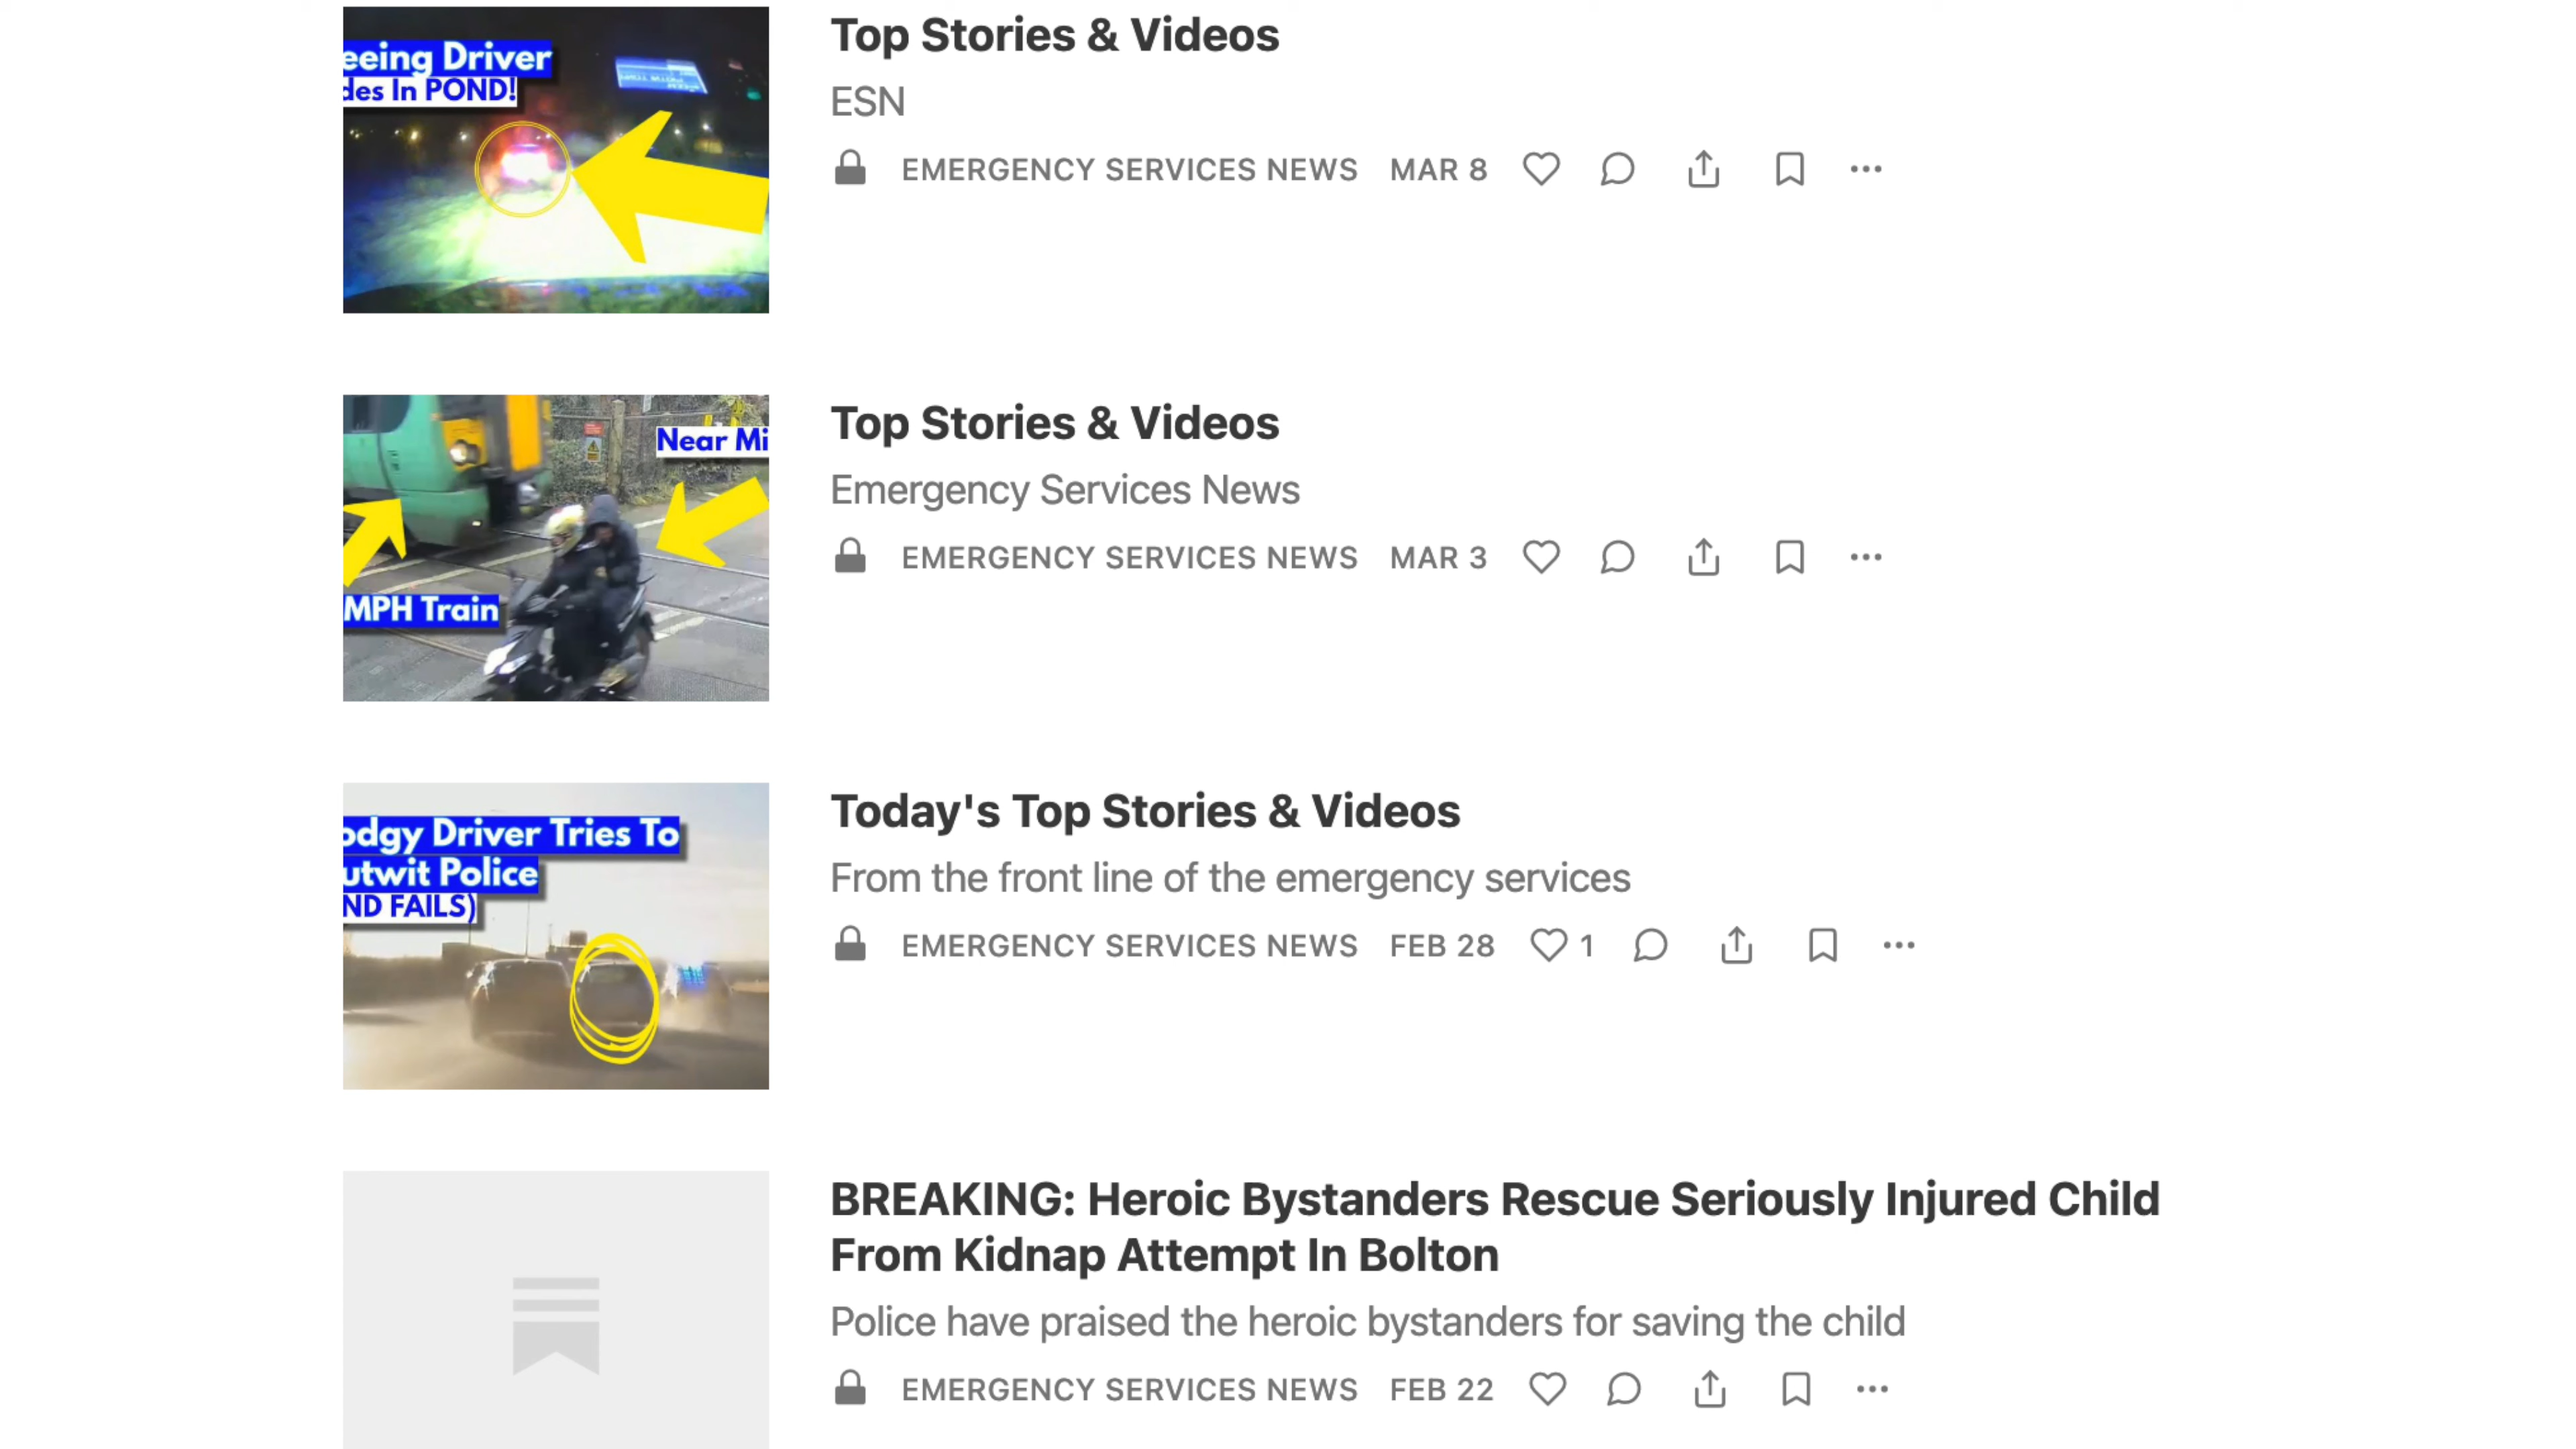 eeing Driver
des In POND!
Top Stories & Videos
ESN
EMERGENCY SERVICES NEWS MAR 8
Near Mi
MPH Train
Top Stories & Videos
Emergency Services News
EMERGENCY SERVICES NEWS MAR 3
odgy Driver Tries To
utwit Police
ND FAILS)
Today's Top Stories & Videos
From the front line of the emergency services
EMERGENCY SERVICES NEWS FEB 28 1
BREAKING: Heroic Bystanders Rescue Seriously Injured Child
From Kidnap Attempt In Bolton
Police have praised the heroic bystanders for saving the child
EMERGENCY SERVICES NEWS FEB 22